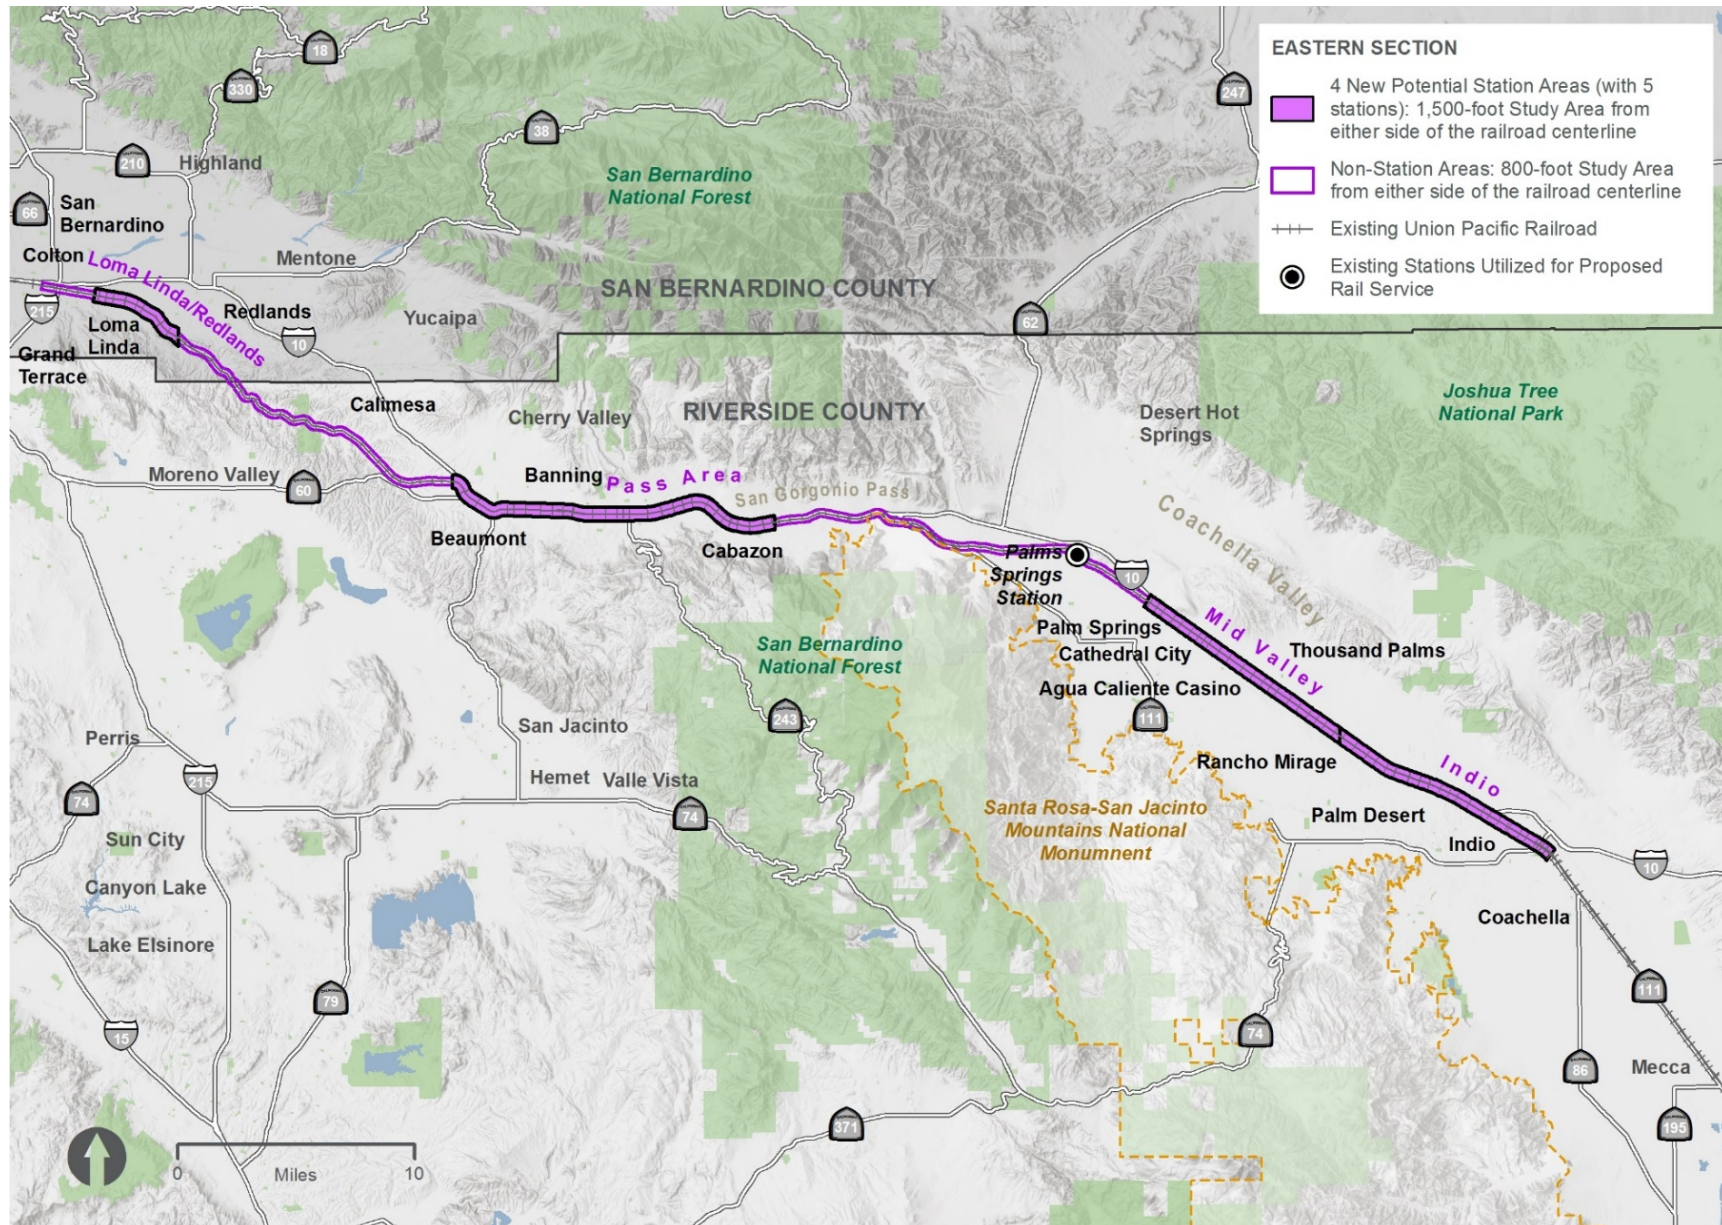 EASTERN SECTION
4 New Potential Station Areas (with 5
stations): 1,500-foot Study Area from
either side of the railroad centerline
Non-Station Areas: 800-foot Study Area
from either side of the railroad centerline
Existing Union Pacific Railroad
Existing Stations Utilized for Proposed
Rail Service
18
330
247
38
210
Highland
San Bernardino
National Forest
66
San
Bernardino
Colton
Loma Linda/Redlands
Mentone
SAN BERNARDINO COUNTY
215
Loma
Linda
Redlands
Yucaipa
10
62
Grand
Terrace
Calimesa
Cherry Valley
RIVERSIDE COUNTY
Desert Hot
Springs
Joshua Tree
National Park
Moreno Valley
60
Banning
Pass Area
San Gorgonio Pass
Coachella Valley
Beaumont
Cabazon
Palms
Springs
Station
10
Mid Valley
Palm Springs
Cathedral City
Thousand Palms
San Bernardino
National Forest
Agua Caliente Casino
243
111
San Jacinto
Perris
Rancho Mirage
Indio
215
Hemet
Valle Vista
74
74
Santa Rosa-San Jacinto
Mountains National
Monumnent
Palm Desert
Sun City
Indio
10
Canyon Lake
Coachella
Lake Elsinore
79
111
15
74
86
Mecca
371
195
0
Miles
10